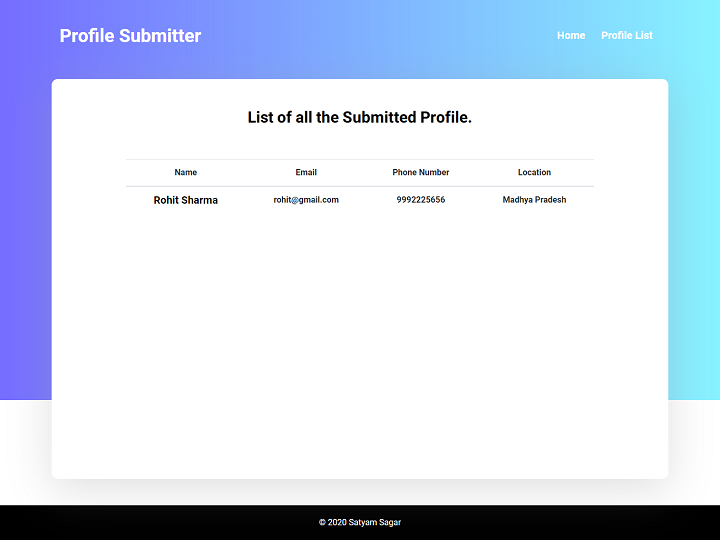 Profile Submitter
Home Profile List
List of all the Submitted Profile.
Name Email Phone Number Location
Rohit Sharma rohit@gmail.com 9992225656 Madhya Pradesh
© 2020 Satyam Sagar